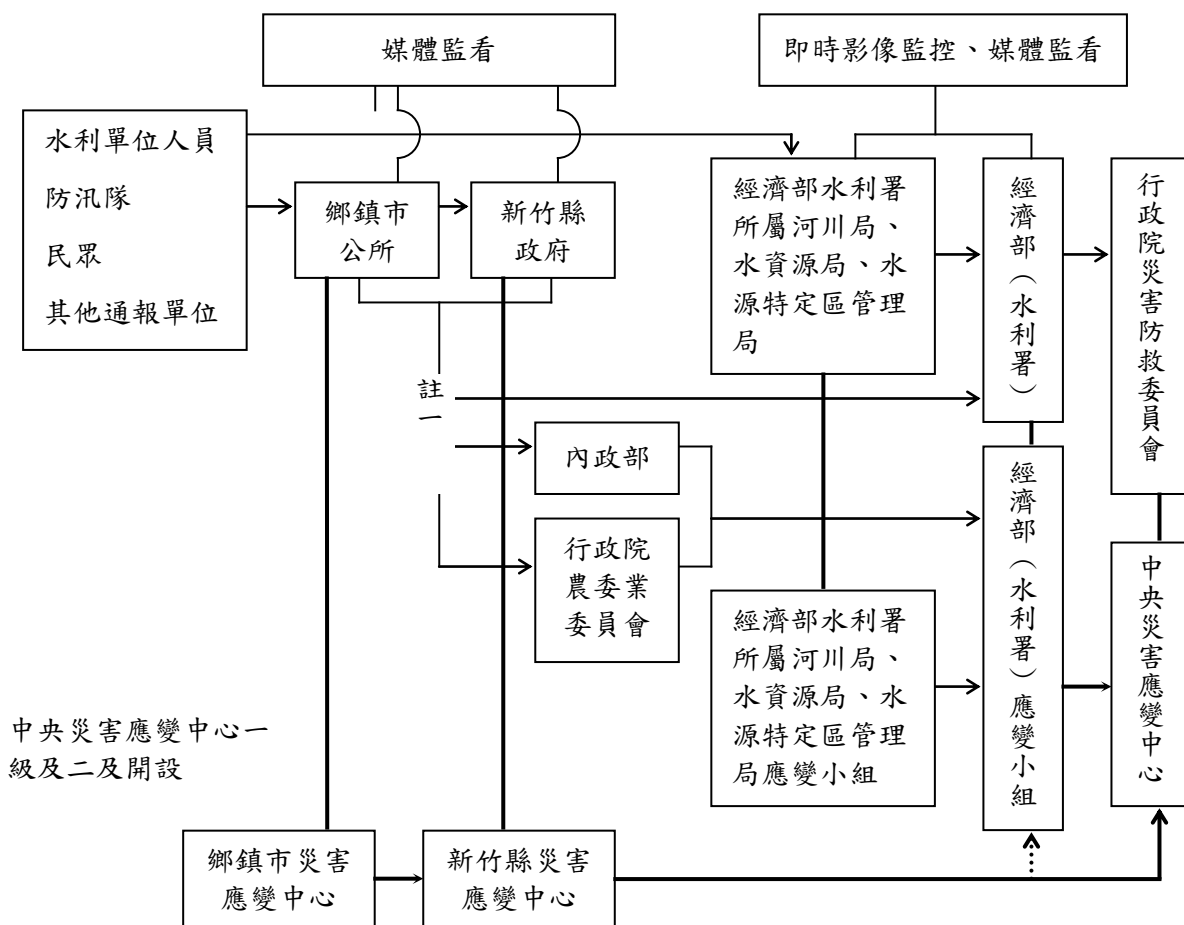 媒體監看
即時影像監控、媒體監看
水利單位人員
防汛隊
民眾
其他通報單位
鄉鎮市
公所
新竹縣
政府
經濟部水利署
所屬河川局、
水資源局、水
源特定區管理
局
經濟部（水利署）
行政院災害防救委員會
註一
內政部
行政院
農委業
委員會
經濟部水利署
所屬河川局、
水資源局、水
源特定區管理
局應變小組
經濟部（水利署）應變小組
中央災害應變中心
中央災害應變中心一
級及二及開設
鄉鎮市災害
應變中心
新竹縣災害
應變中心